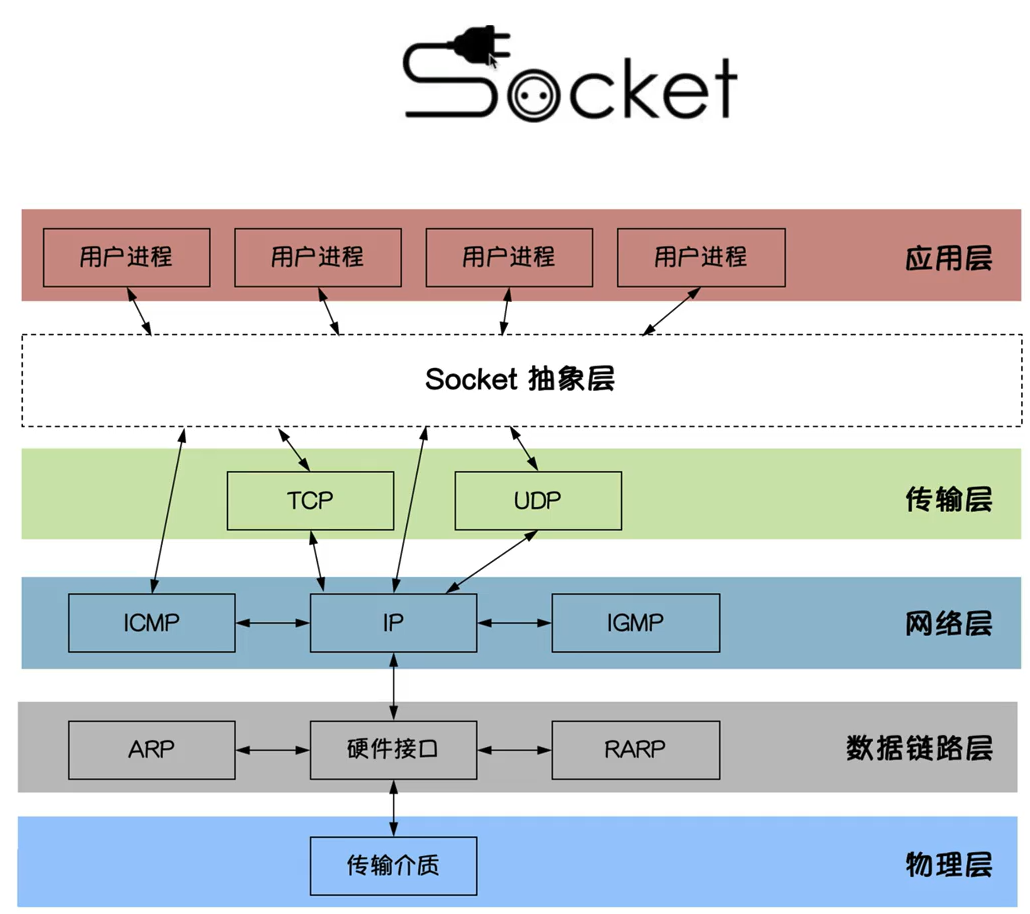 Socket
用户进程 用户进程 用户进程 用户进程 应用层
Socket 抽象层
TCP UDP 传输层
ICMP IP IGMP 网络层
ARP 硬件接口 RARP 数据链路层
传输介质 物理层